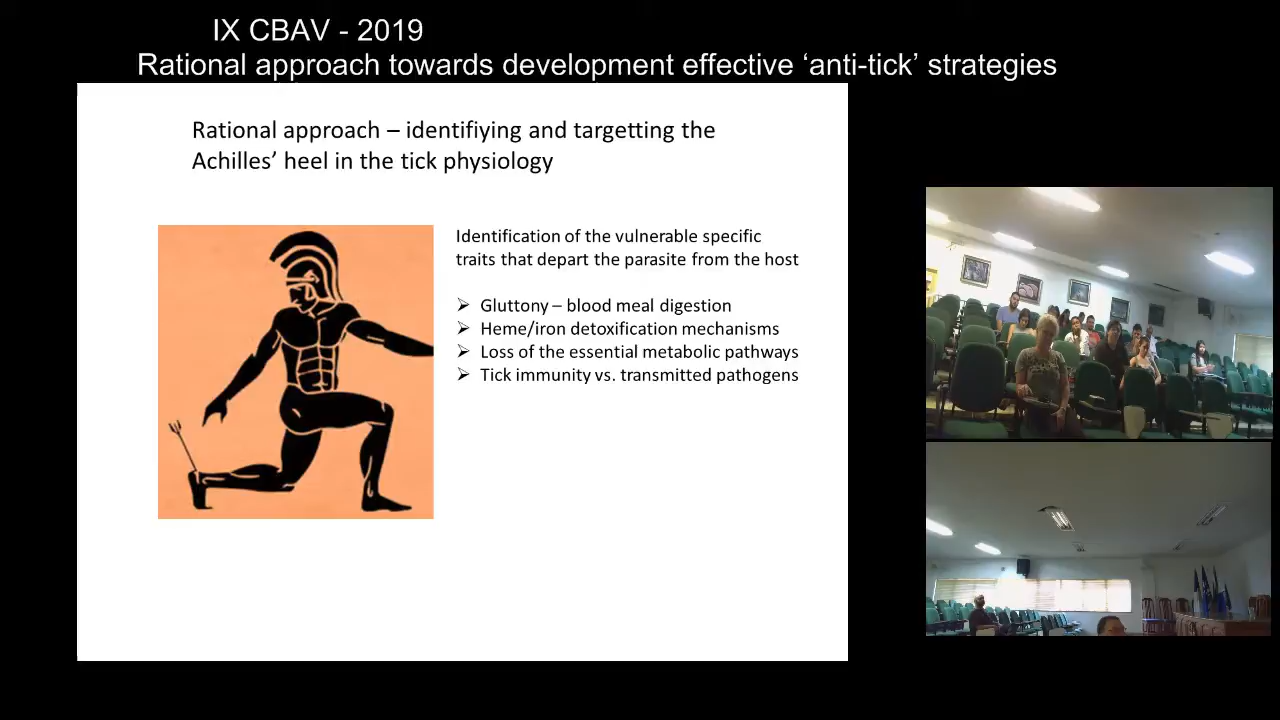 IX CBAV - 2019
Rational approach towards development effective ‘anti-tick’ strategies
Rational approach – identifiying and targetting the
Achilles’ heel in the tick physiology
Identification of the vulnerable specific
traits that depart the parasite from the host
➢ Gluttony – blood meal digestion
➢ Heme/iron detoxification mechanisms
➢ Loss of the essential metabolic pathways
➢ Tick immunity vs. transmitted pathogens